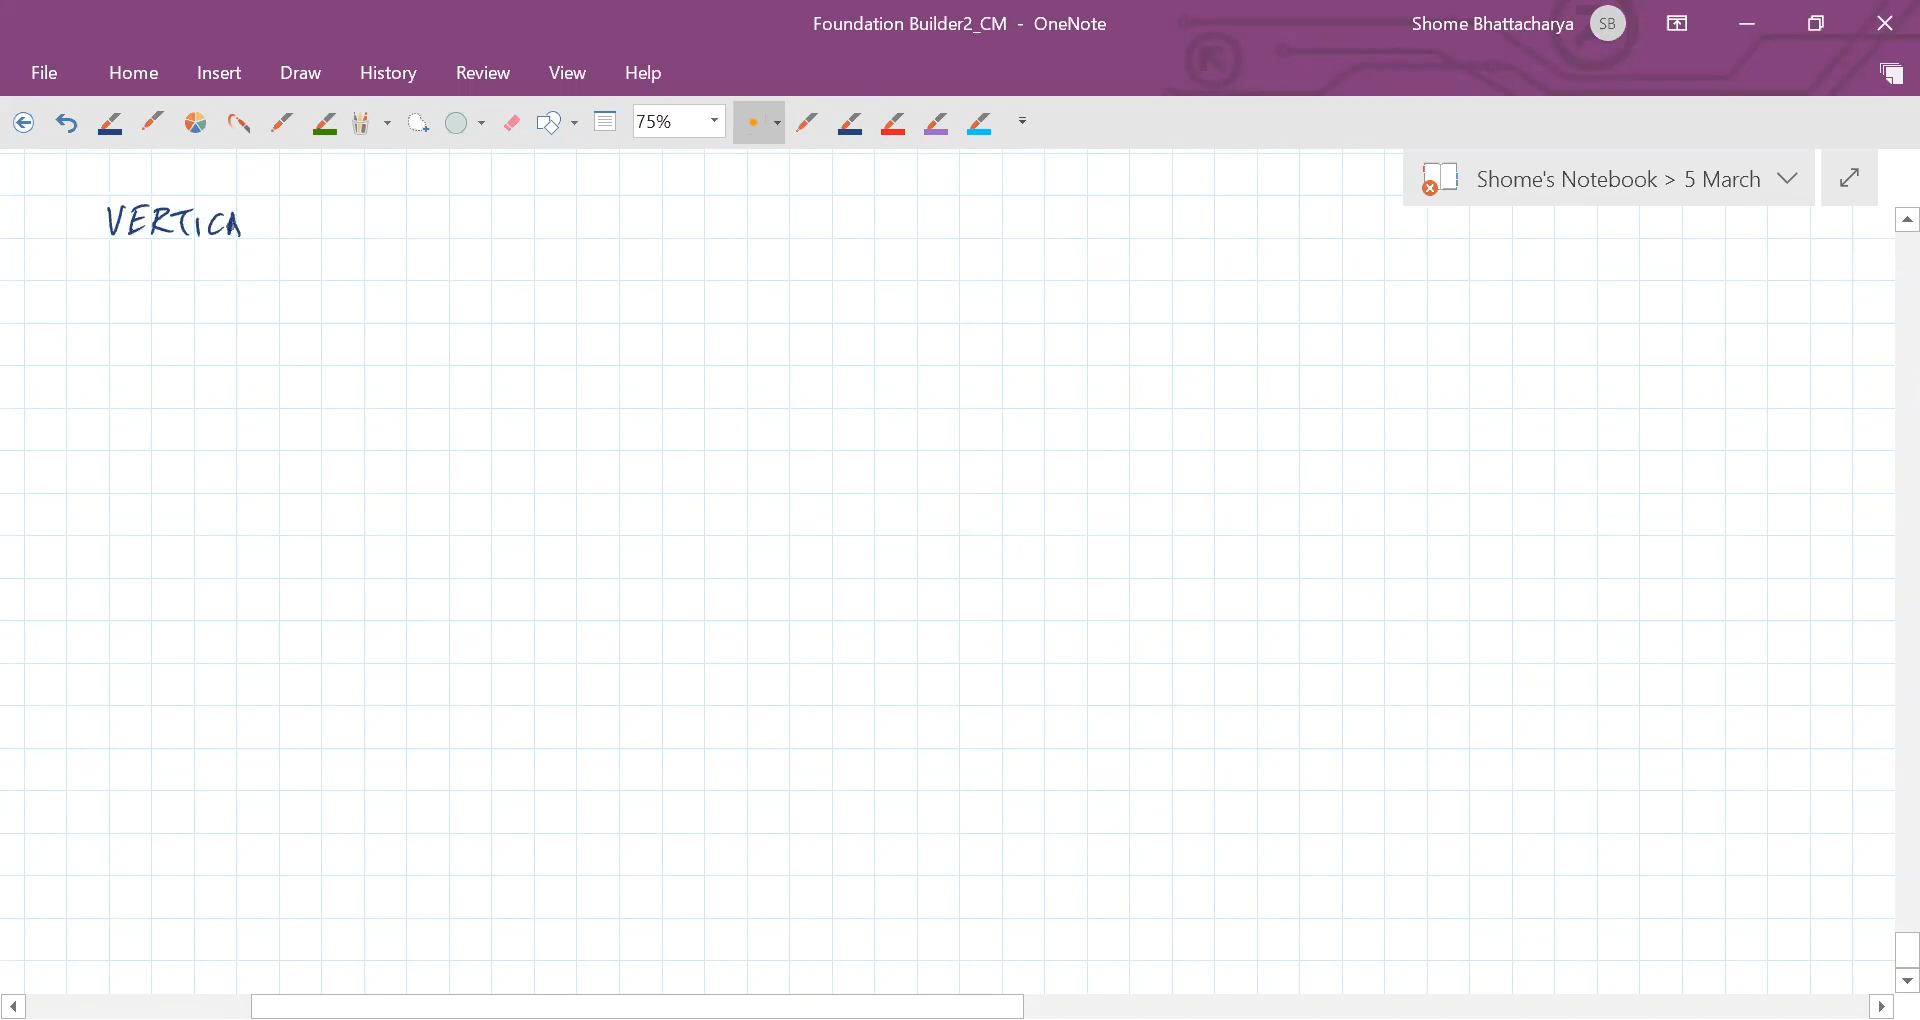 Foundation Builder2_CM - OneNote
Shome Bhattacharya SB
File Home Insert Draw History Review View Help
75%
Shome's Notebook > 5 March
VERTICA